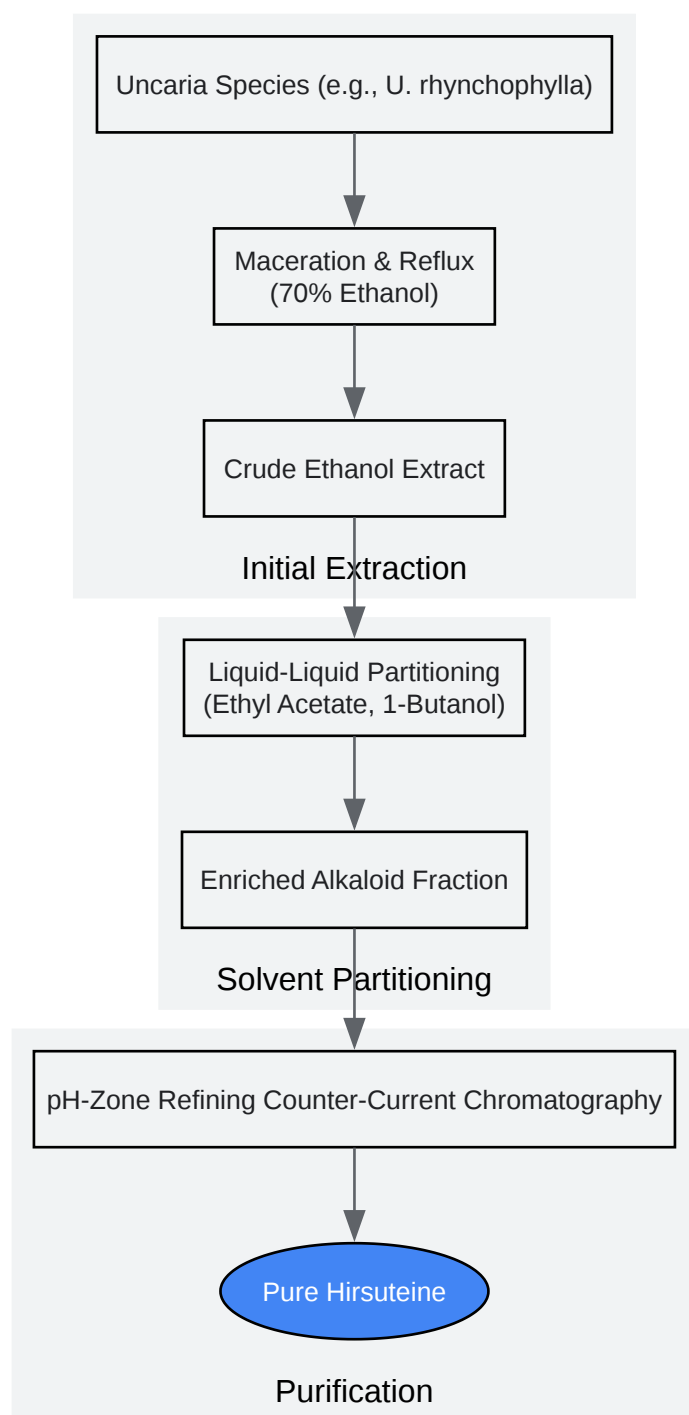 Uncaria Species (e.g., U. rhynchophylla)
Maceration & Reflux
(70% Ethanol)
Crude Ethanol Extract
Initial Extraction
Liquid-Liquid Partitioning
(Ethyl Acetate, 1-Butanol)
Enriched Alkaloid Fraction
Solvent Partitioning
pH-Zone Refining Counter-Current Chromatography
Pure Hirsuteine
Purification